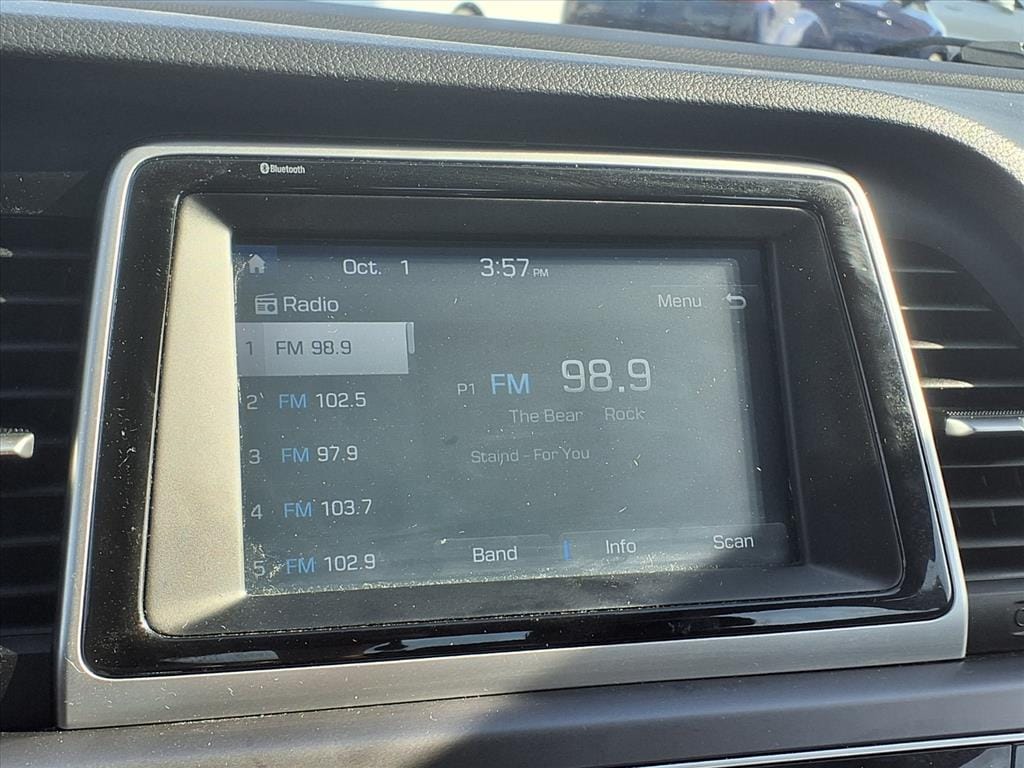 Bluetooth
Oct. 1 3:57 PM
Radio Menu
1 FM 98.9
2 FM 102.5
3 FM 97.9
4 FM 103.7
5 FM 102.9
P1 FM 98.9
The Bear Rock
Staind - For You
Band Info Scan